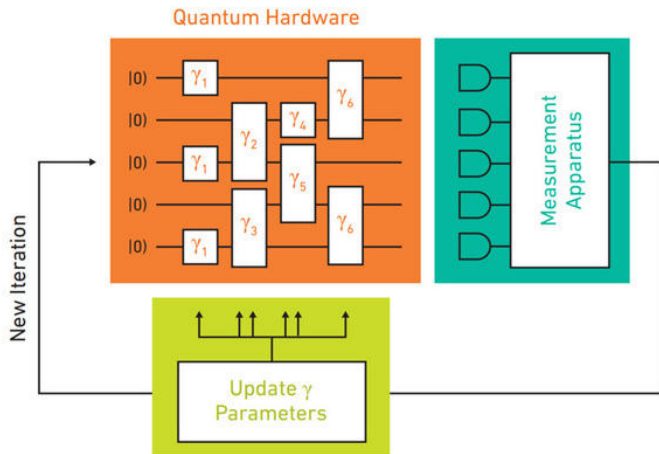 Quantum Hardware
|0⟩
γ₁
γ₆
|0⟩
γ₂
γ₄
|0⟩
γ₁
γ₅
|0⟩
γ₃
γ₆
|0⟩
γ₁
Measurement
Apparatus
New Iteration
Update γ
Parameters